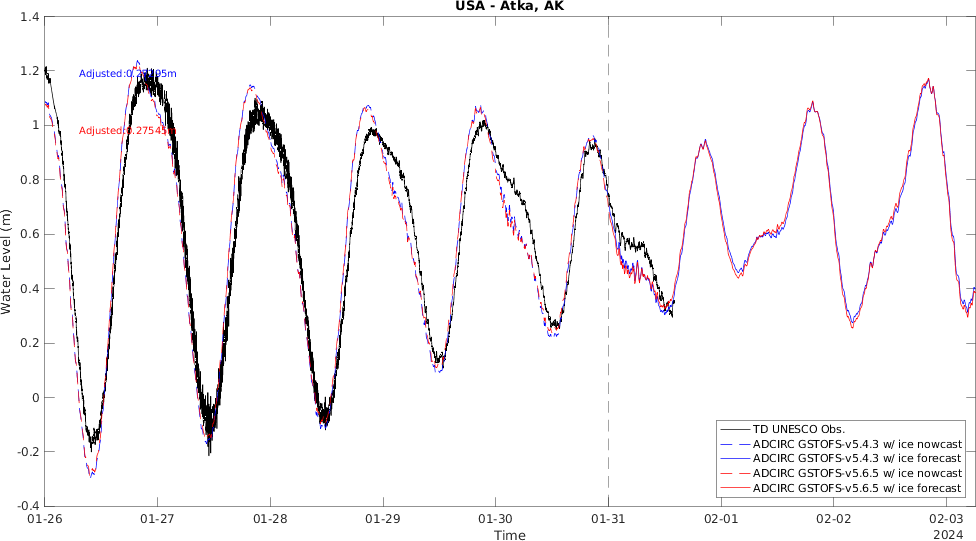 USA - Atka, AK
1.4
1.2
1
0.8
0.6
0.4
0.2
0
-0.2
-0.4
Water Level (m)
Adjusted:
Adjusted:0.27545m
TD UNESCO Obs.
ADCIRC GSTOFS-v5.4.3 w/ ice nowcast
ADCIRC GSTOFS-v5.4.3 w/ ice forecast
ADCIRC GSTOFS-v5.6.5 w/ ice nowcast
ADCIRC GSTOFS-v5.6.5 w/ ice forecast
01-26
01-27
01-28
01-29
01-30
01-31
02-01
02-02
02-03
Time
2024